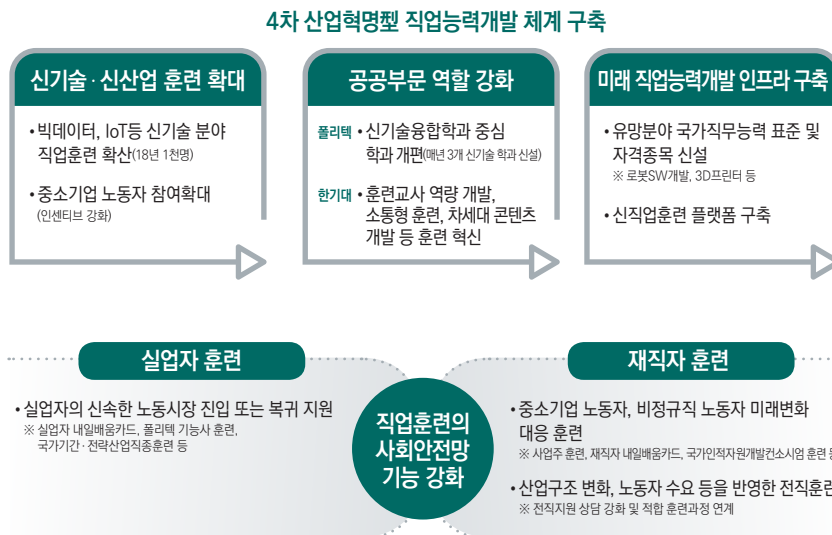 4차 산업혁명型 직업능력개발 체계 구축
신기술 · 신산업 훈련 확대
• 빅데이터, IoT등 신기술 분야
직업훈련 확산(18년 1천명)
• 중소기업 노동자 참여확대
(인센티브 강화)
공공부문 역할 강화
폴리텍 • 신기술융합학과 중심
학과 개편(매년 3개 신기술 학과 신설)
한기대 • 훈련교사 역량 개발,
소통형 훈련, 차세대 콘텐츠
개발 등 훈련 혁신
미래 직업능력개발 인프라 구축
• 유망분야 국가직무능력 표준 및
자격종목 신설
※ 로봇SW개발, 3D프린터 등
• 신직업훈련 플랫폼 구축
실업자 훈련
• 실업자의 신속한 노동시장 진입 또는 복귀 지원
※ 실업자 내일배움카드, 폴리텍 기능사 훈련,
국가기간 · 전략산업직종훈련 등
직업훈련의
사회안전망
기능 강화
재직자 훈련
• 중소기업 노동자, 비정규직 노동자 미래변화
대응 훈련
※ 사업주 훈련, 재직자 내일배움카드, 국가인적자원개발컨소시엄 훈련
• 산업구조 변화, 노동자 수요 등을 반영한 전직훈련
※ 전직지원 상담 강화 및 적합 훈련과정 연계